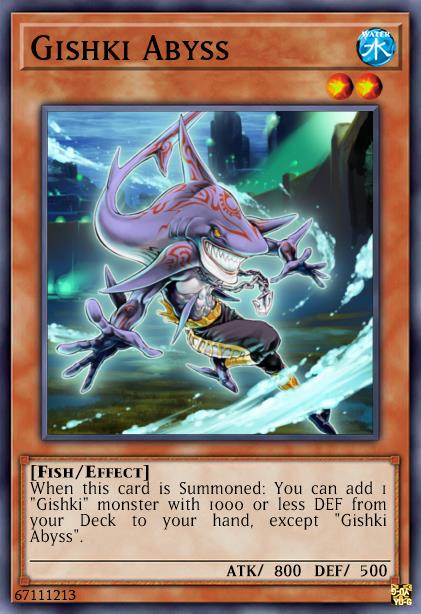 GISHKI ABYSS
WATER
水
[FISH/EFFECT]
When this card is Summoned: You can add 1
"Gishki" monster with 1000 or less DEF from
your Deck to your hand, except "Gishki
Abyss".
ATK/ 800 DEF/ 500
67111213